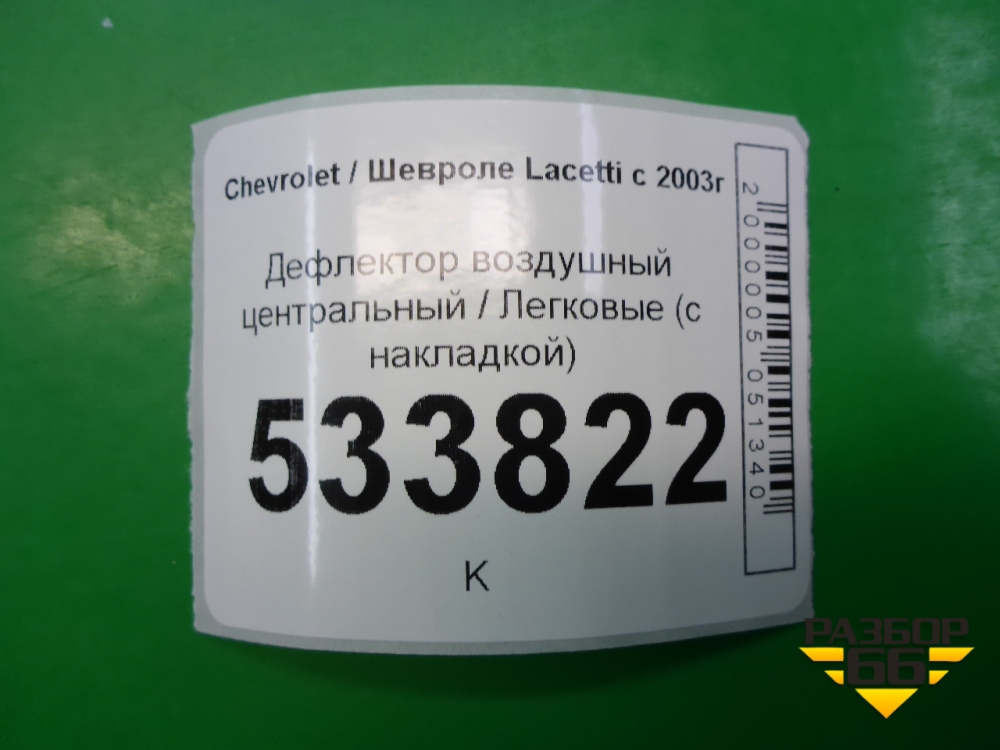 Chevrolet / Шевроле Lacetti с 2003г
Дефлектор воздушный
центральный / Легковые (с
накладкой)
533822
К
2000005051340
РАЗБОР
66